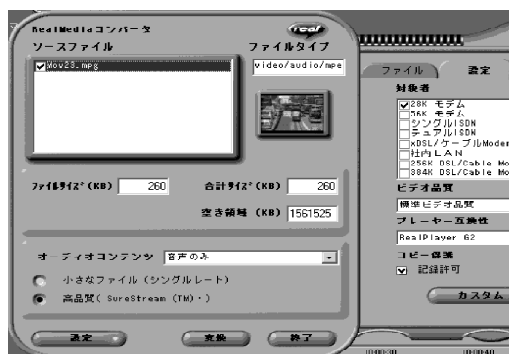 RealMediaコンバータ
real
ソースファイル
ファイルタイプ
Mov23.mpg
video/audio/mpe
ファイルサイズ(KB)
260
合計サイズ(KB)
260
空き領域 (KB)
1561525
オーディオコンテンツ
音声のみ
小さなファイル(シングルレート)
高品質( SureStream (TM)・)
設定
変換
終了
ファイル
設定
対象者
28K モデム
56K モデム
シングルISDN
デュアルISDN
xDSL/ケーブルModem
社内LAN
256K DSL/Cable Mo
384K DSL/Cable Mo
ビデオ品質
標準ビデオ品質
プレーヤー互換性
RealPlayer G2
コピー保護
記録許可
カスタム